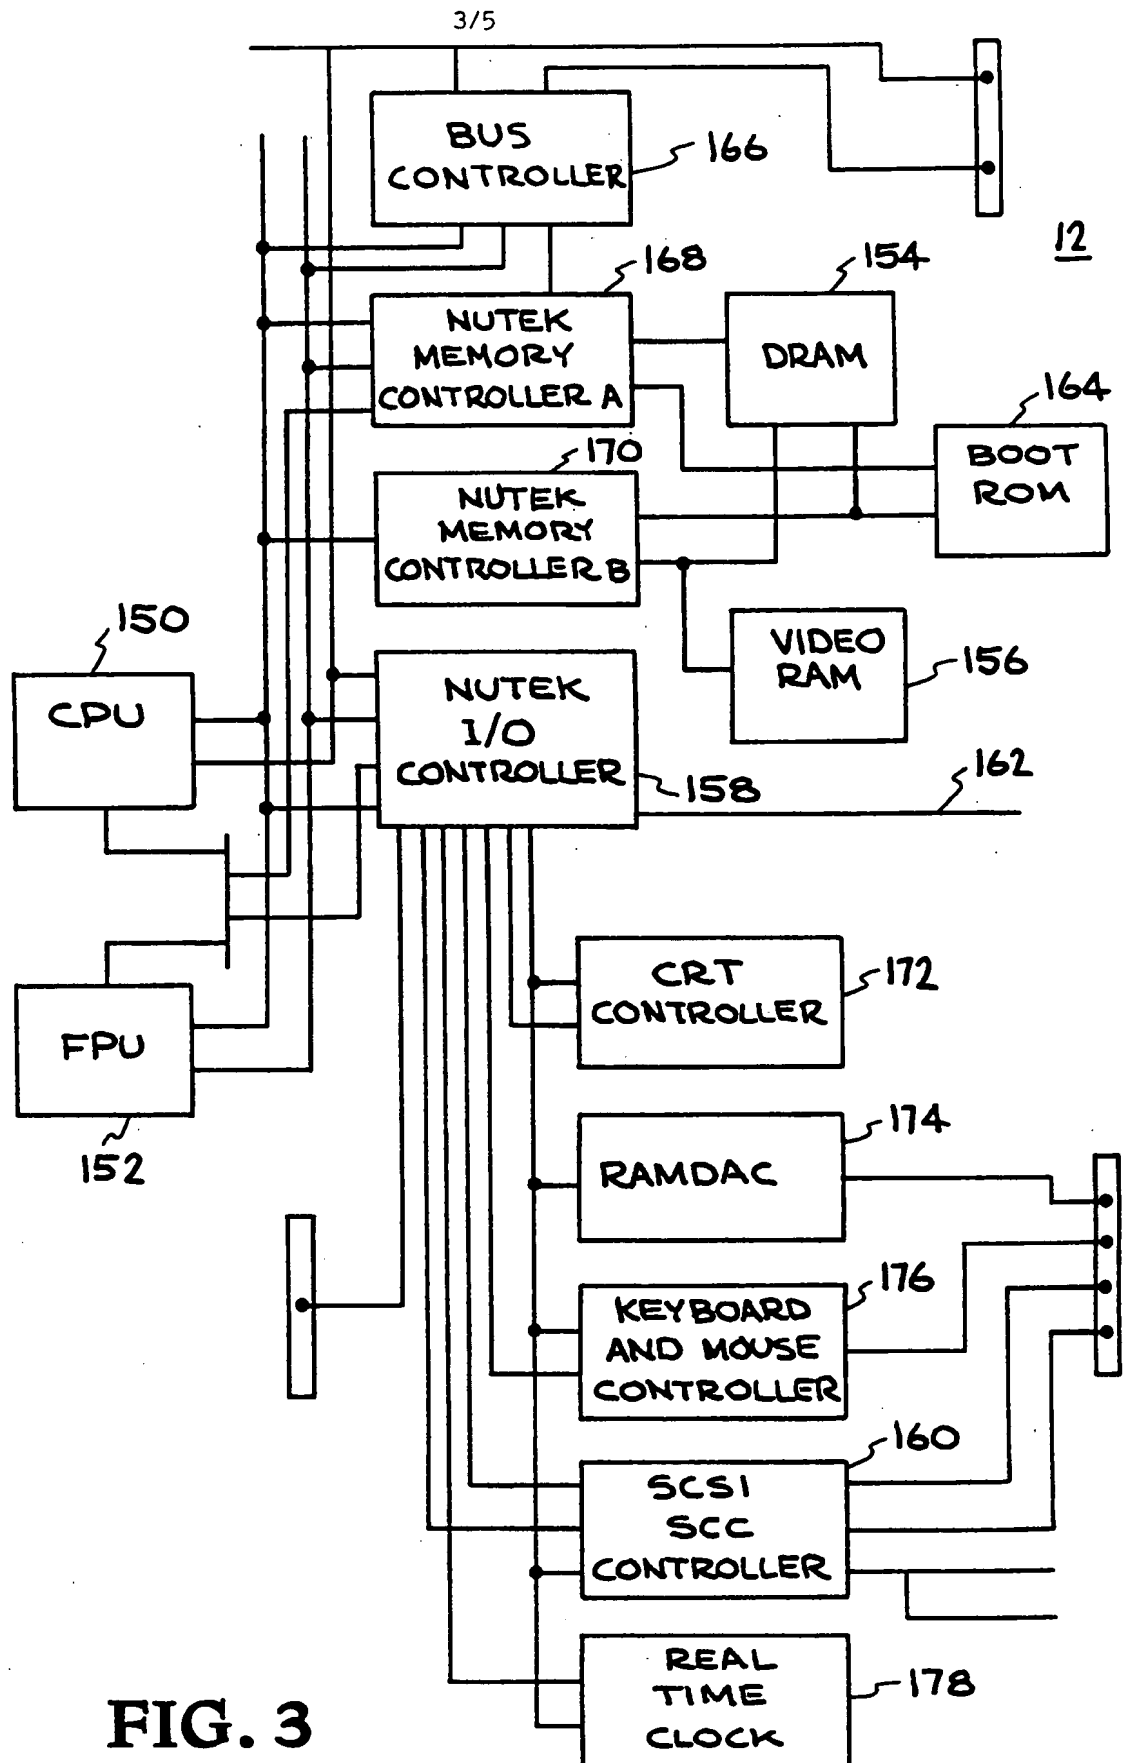 3/5
BUS
CONTROLLER
166
12
168
154
NUTEK
MEMORY
CONTROLLER A
DRAM
164
170
BOOT
ROM
NUTEK
MEMORY
CONTROLLER B
150
VIDEO
RAM
156
CPU
NUTEK
I/O
CONTROLLER
158
162
CRT
CONTROLLER
172
FPU
152
174
RAMDAC
176
KEYBOARD
AND MOUSE
CONTROLLER
160
SCSI
SCC
CONTROLLER
REAL
TIME
CLOCK
178
FIG. 3